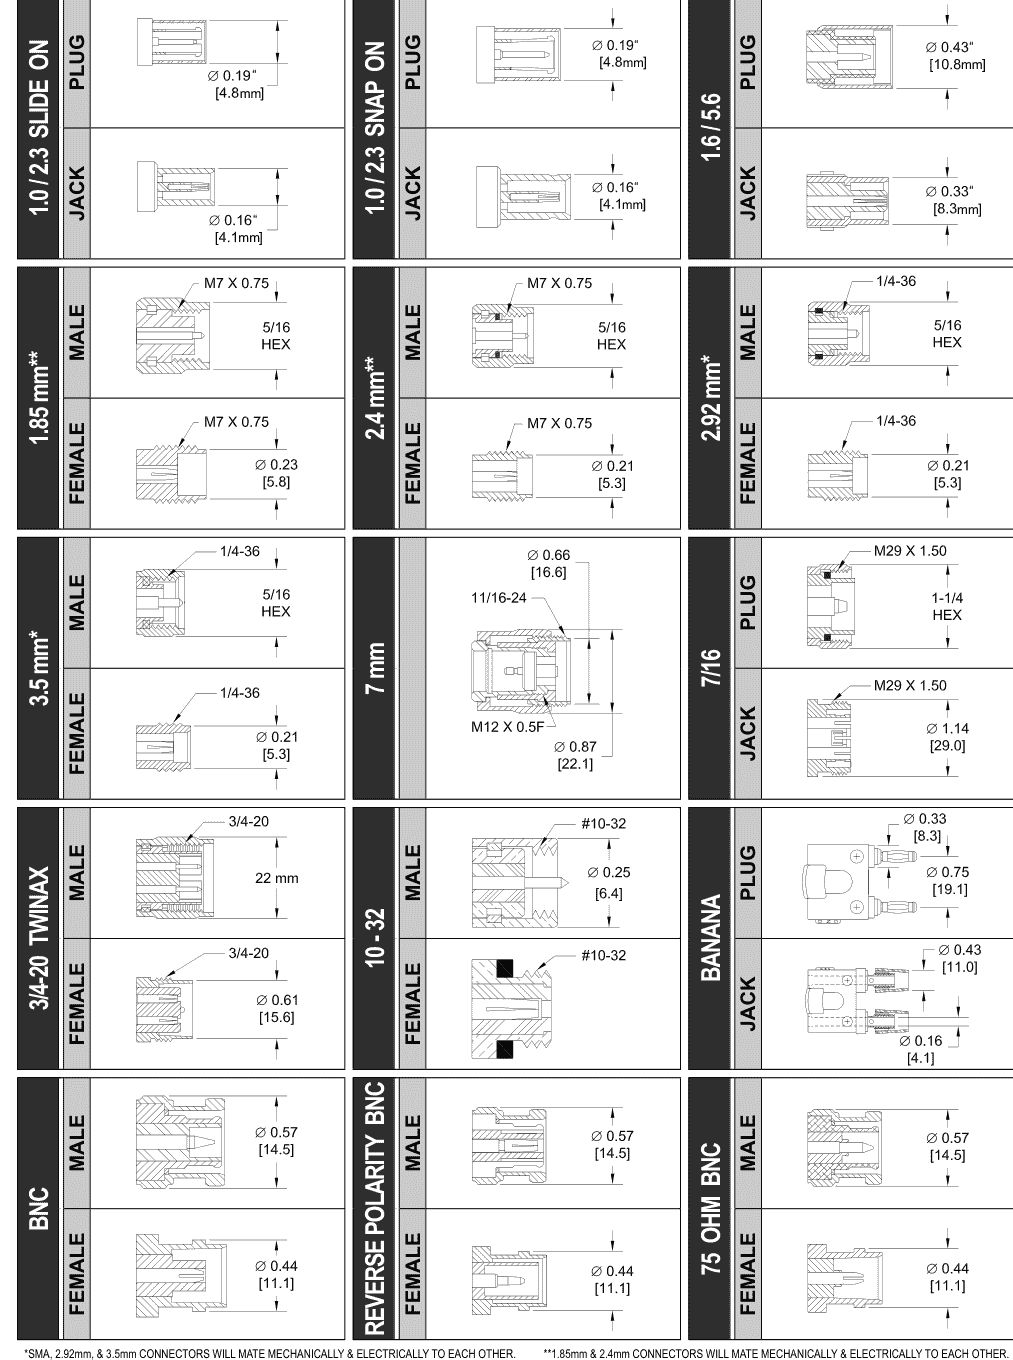 1.0 / 2.3 SLIDE ON
PLUG
Ø 0.19"
[4.8mm]
JACK
Ø 0.16"
[4.1mm]
1.0 / 2.3 SNAP ON
PLUG
Ø 0.19"
[4.8mm]
JACK
Ø 0.16"
[4.1mm]
1.6 / 5.6
PLUG
Ø 0.43"
[10.8mm]
JACK
Ø 0.33"
[8.3mm]
1.85 mm**
MALE
M7 X 0.75
5/16
HEX
FEMALE
M7 X 0.75
Ø 0.23
[5.8]
2.4 mm**
MALE
M7 X 0.75
5/16
HEX
FEMALE
M7 X 0.75
Ø 0.21
[5.3]
2.92 mm*
MALE
1/4-36
5/16
HEX
FEMALE
1/4-36
Ø 0.21
[5.3]
3.5 mm*
MALE
1/4-36
5/16
HEX
FEMALE
1/4-36
Ø 0.21
[5.3]
7 mm
Ø 0.66
[16.6]
11/16-24
M12 X 0.5F
Ø 0.87
[22.1]
7/16
PLUG
M29 X 1.50
1-1/4
HEX
JACK
M29 X 1.50
Ø 1.14
[29.0]
3/4-20 TWINAX
MALE
3/4-20
22 mm
FEMALE
3/4-20
Ø 0.61
[15.6]
10 - 32
MALE
#10-32
Ø 0.25
[6.4]
FEMALE
#10-32
BANANA
PLUG
Ø 0.33
[8.3]
Ø 0.75
[19.1]
JACK
Ø 0.43
[11.0]
Ø 0.16
[4.1]
BNC
MALE
Ø 0.57
[14.5]
FEMALE
Ø 0.44
[11.1]
REVERSE POLARITY BNC
MALE
Ø 0.57
[14.5]
FEMALE
Ø 0.44
[11.1]
75 OHM BNC
MALE
Ø 0.57
[14.5]
FEMALE
Ø 0.44
[11.1]
*SMA, 2.92mm, & 3.5mm CONNECTORS WILL MATE MECHANICALLY & ELECTRICALLY TO EACH OTHER.
**1.85mm & 2.4mm CONNECTORS WILL MATE MECHANICALLY & ELECTRICALLY TO EACH OTHER.